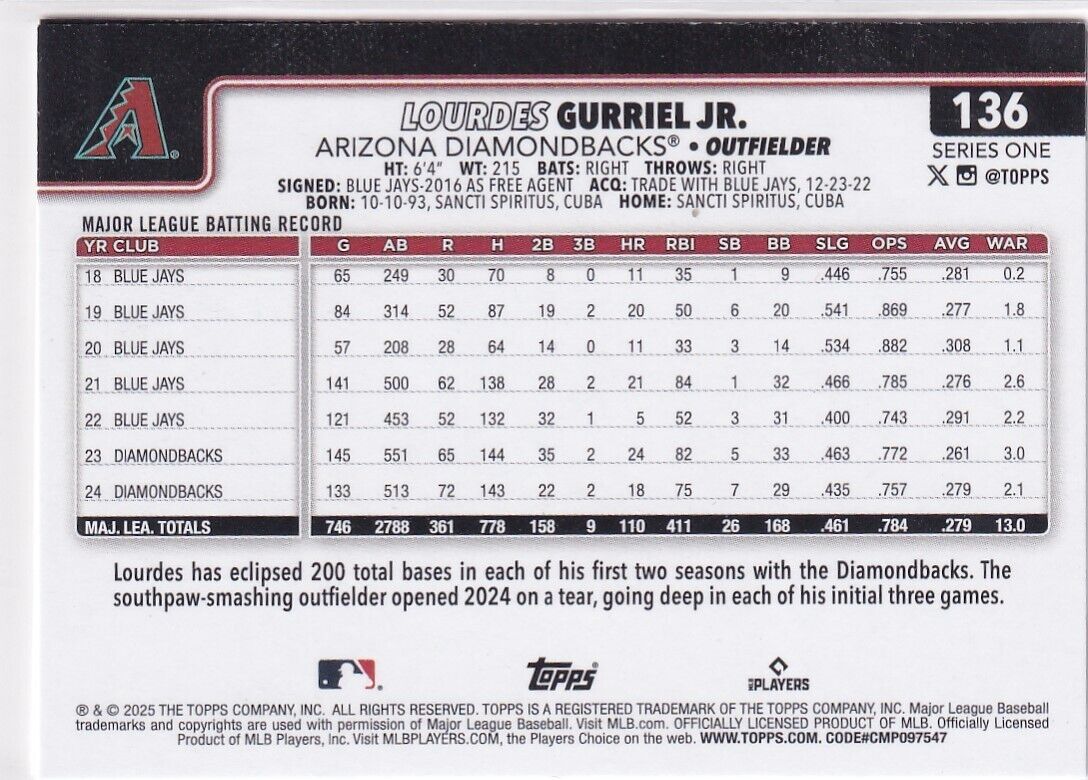 LOURDES GURRIEL JR.
136
ARIZONA DIAMONDBACKS® • OUTFIELDER
SERIES ONE
HT: 6'4" WT: 215 BATS: RIGHT THROWS: RIGHT
@TOPPS
SIGNED: BLUE JAYS-2016 AS FREE AGENT ACQ: TRADE WITH BLUE JAYS, 12-23-22
BORN: 10-10-93, SANCTI SPIRITUS, CUBA HOME: SANCTI SPIRITUS, CUBA
MAJOR LEAGUE BATTING RECORD
YR CLUB G AB R H 2B 3B HR RBI SB BB SLG OPS AVG WAR
18 BLUE JAYS 65 249 30 70 8 0 11 35 1 9 .446 .755 .281 0.2
19 BLUE JAYS 84 314 52 87 19 2 20 50 6 20 .541 .869 .277 1.8
20 BLUE JAYS 57 208 28 64 14 0 11 33 3 14 .534 .882 .308 1.1
21 BLUE JAYS 141 500 62 138 28 2 21 84 1 32 .466 .785 .276 2.6
22 BLUE JAYS 121 453 52 132 32 1 5 52 3 31 .400 .743 .291 2.2
23 DIAMONDBACKS 145 551 65 144 35 2 24 82 5 33 .463 .772 .261 3.0
24 DIAMONDBACKS 133 513 72 143 22 2 18 75 7 29 .435 .757 .279 2.1
MAJ. LEA. TOTALS 746 2788 361 778 158 9 110 411 26 168 .461 .784 .279 13.0
Lourdes has eclipsed 200 total bases in each of his first two seasons with the Diamondbacks. The
southpaw-smashing outfielder opened 2024 on a tear, going deep in each of his initial three games.
Topps®
MLB PLAYERS
® & © 2025 THE TOPPS COMPANY, INC. ALL RIGHTS RESERVED. TOPPS IS A REGISTERED TRADEMARK OF THE TOPPS COMPANY, INC. Major League Baseball
trademarks and copyrights are used with permission of Major League Baseball. Visit MLB.com. OFFICIALLY LICENSED PRODUCT OF MLB. Officially Licensed
Product of MLB Players, Inc. Visit MLBPLAYERS.COM, the Players Choice on the web. WWW.TOPPS.COM. CODE#CMP097547